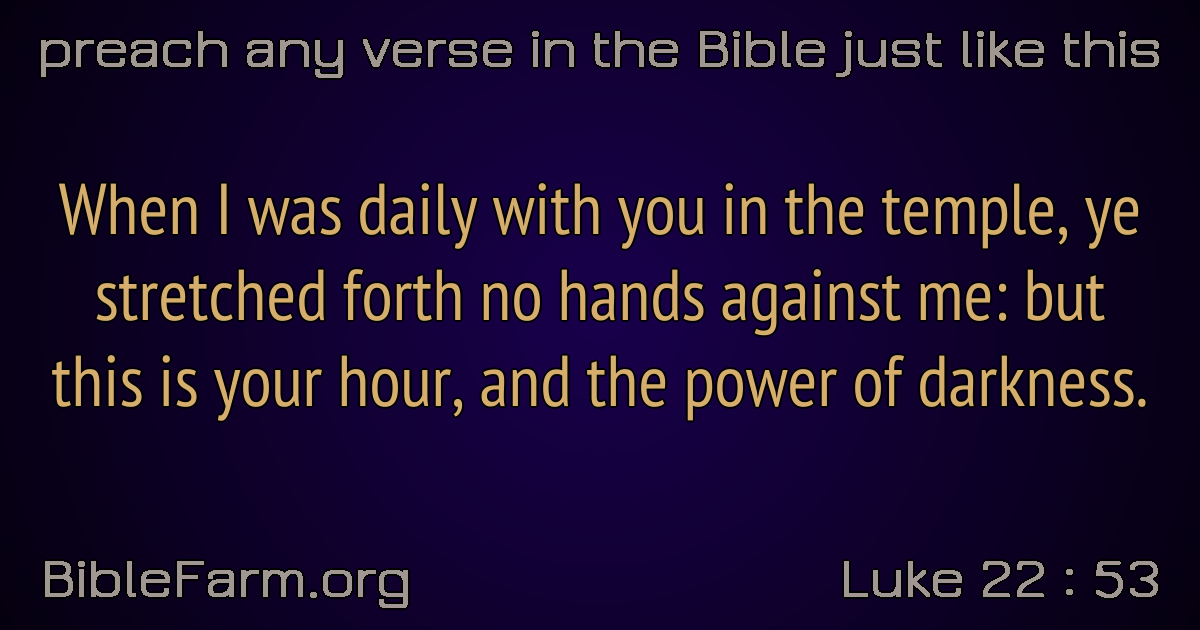 preach any verse in the Bible just like this
When I was daily with you in the temple, ye
stretched forth no hands against me: but
this is your hour, and the power of darkness.
BibleFarm.org
Luke 22 : 53